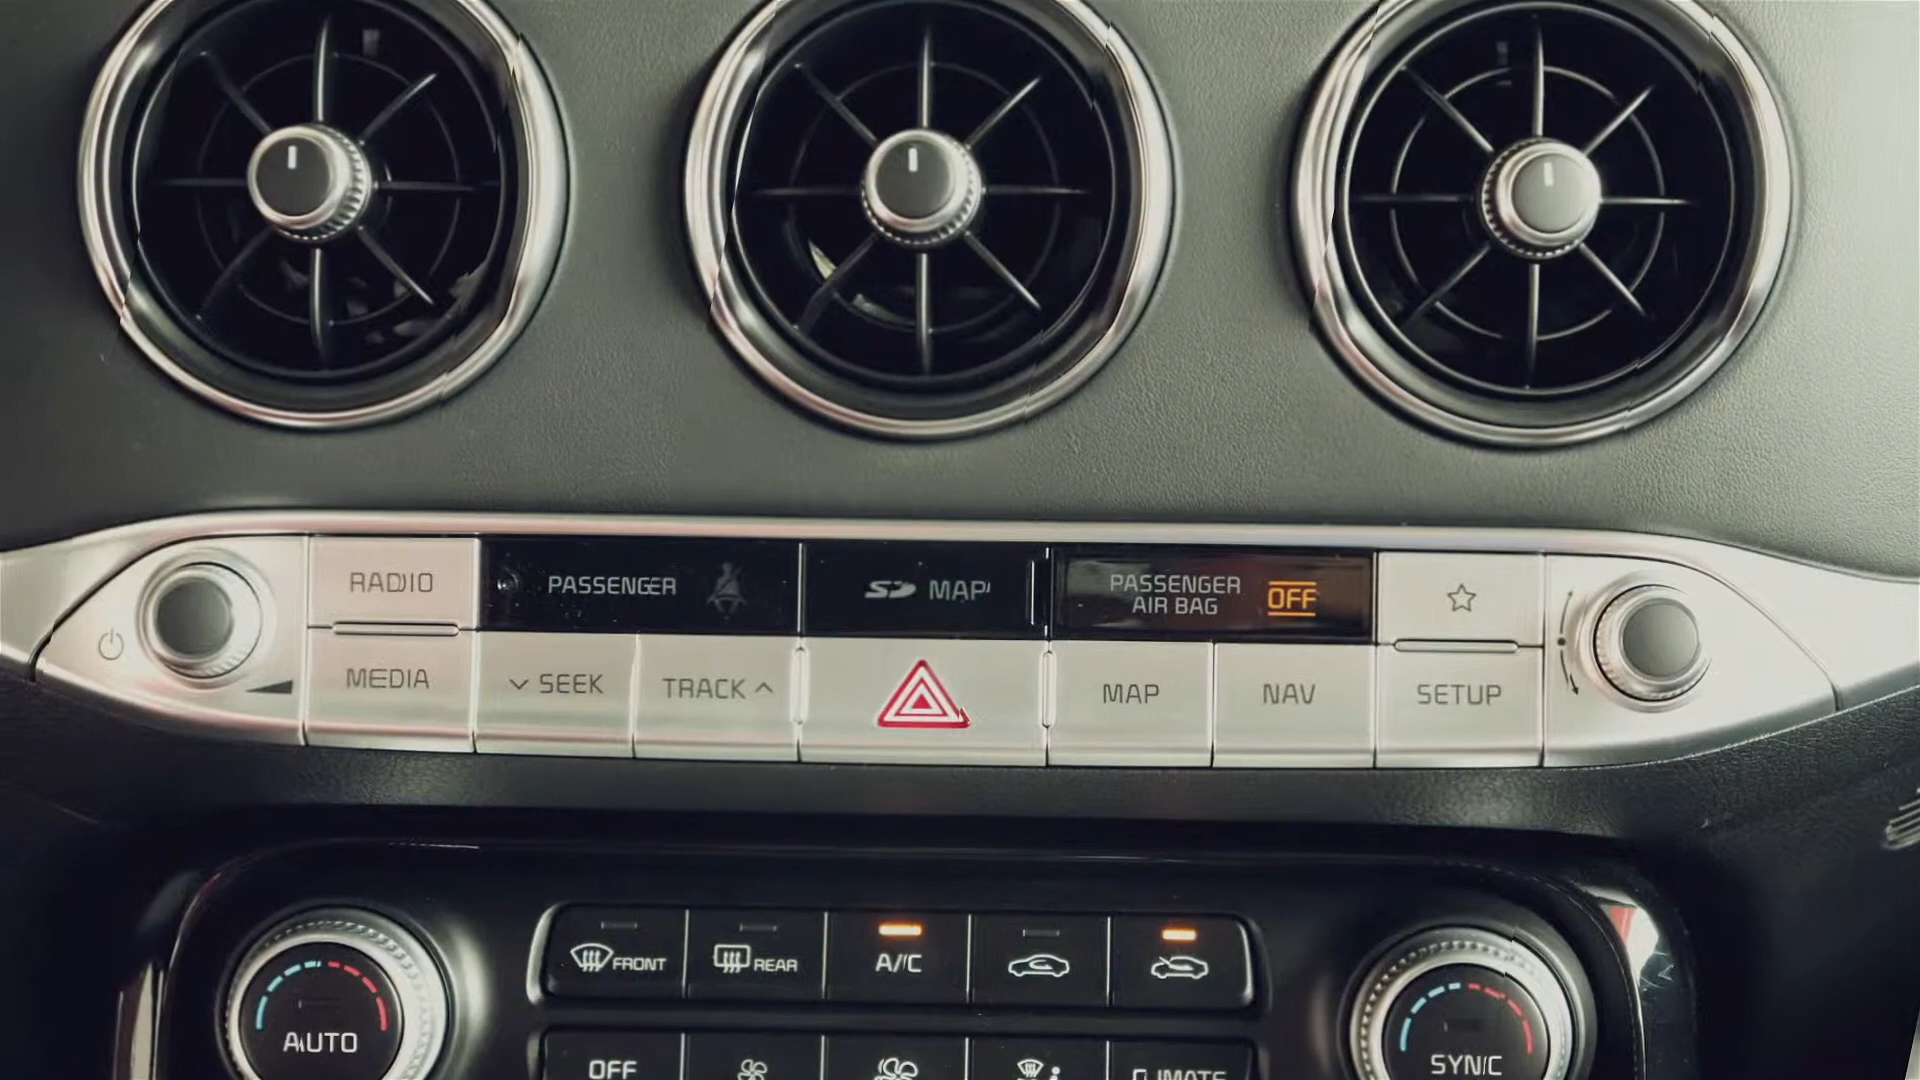 RADIO
PASSENGER
SD MAP
PASSENGER
AIR BAG
OFF
MEDIA
SEEK
TRACK
MAP
NAV
SETUP
FRONT
REAR
A/C
AUTO
SYNC
OFF
CLIMATE